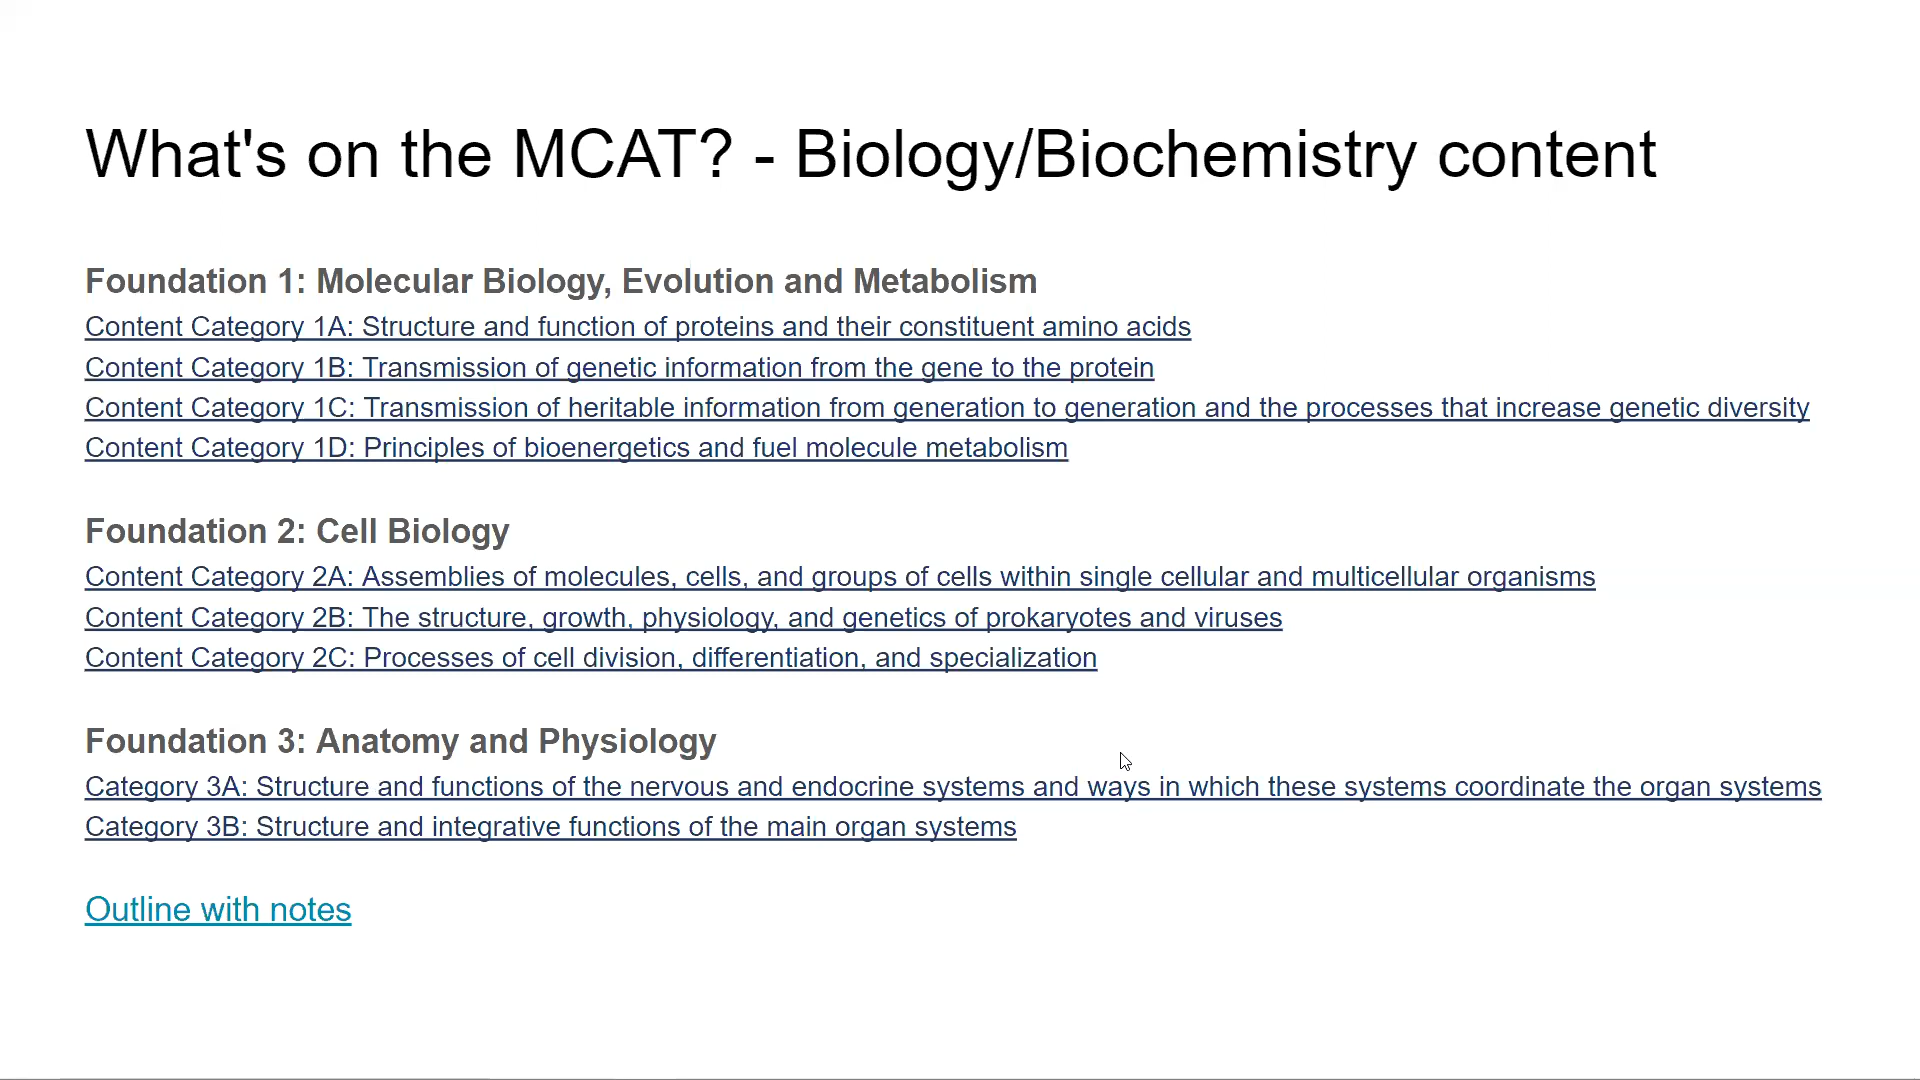 What's on the MCAT? - Biology/Biochemistry content
Foundation 1: Molecular Biology, Evolution and Metabolism
Content Category 1A: Structure and function of proteins and their constituent amino acids
Content Category 1B: Transmission of genetic information from the gene to the protein
Content Category 1C: Transmission of heritable information from generation to generation and the processes that increase genetic diversity
Content Category 1D: Principles of bioenergetics and fuel molecule metabolism
Foundation 2: Cell Biology
Content Category 2A: Assemblies of molecules, cells, and groups of cells within single cellular and multicellular organisms
Content Category 2B: The structure, growth, physiology, and genetics of prokaryotes and viruses
Content Category 2C: Processes of cell division, differentiation, and specialization
Foundation 3: Anatomy and Physiology
Category 3A: Structure and functions of the nervous and endocrine systems and ways in which these systems coordinate the organ systems
Category 3B: Structure and integrative functions of the main organ systems
Outline with notes